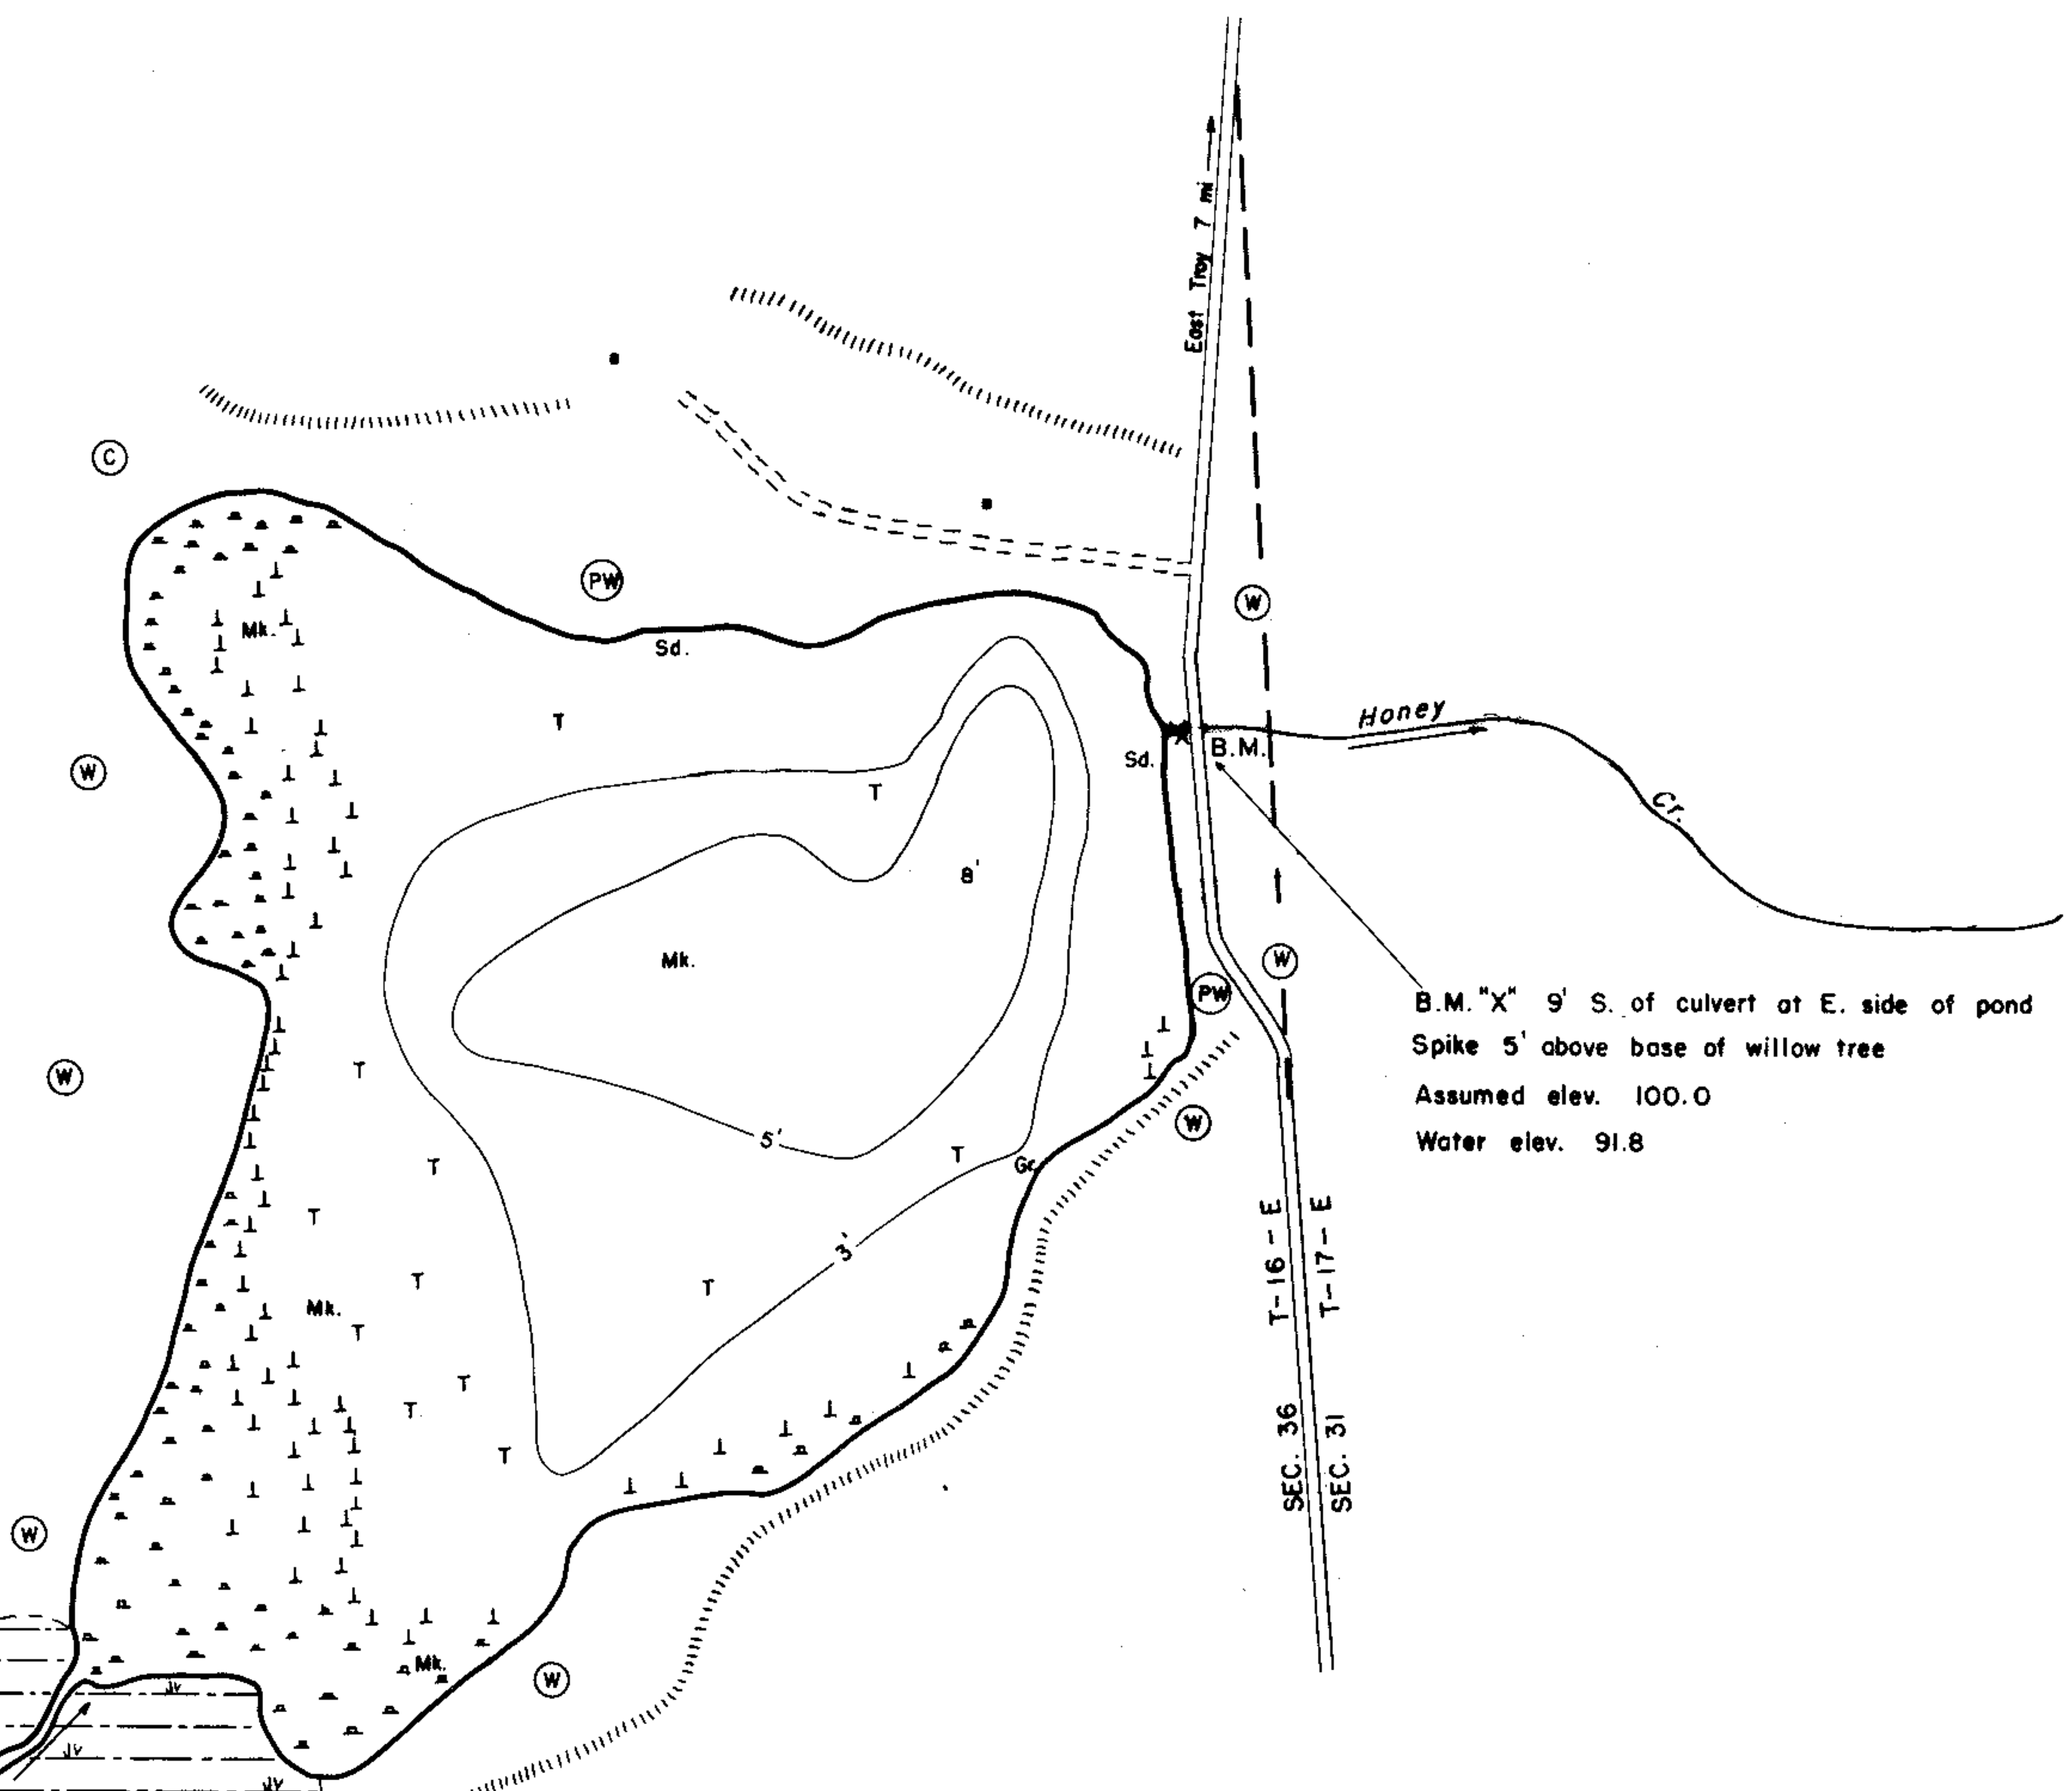 East Troy 7 mi
C
PW
W
Mk.
Sd.
T
Honey
B.M.
Sd.
W
T
Cr.
8'
Mk.
W
PW
B.M. "X" 9' S. of culvert at E. side of pond
Spike 5' above base of willow tree
Assumed elev. 100.0
Water elev. 91.8
T
W
W
5'
T
T
Gr.
T
3'
T-16-E
T-17-E
T
T
Mk.
T
T
T
SEC. 36
SEC. 31
T
W
Mk.
W